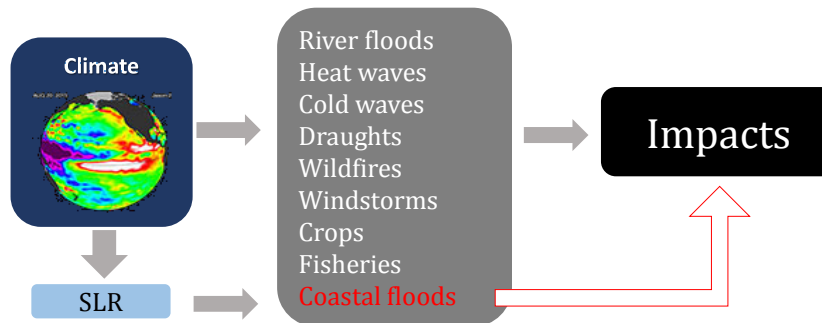 Climate
SLR
River floods
Heat waves
Cold waves
Draughts
Wildfires
Windstorms
Crops
Fisheries
Coastal floods
Impacts